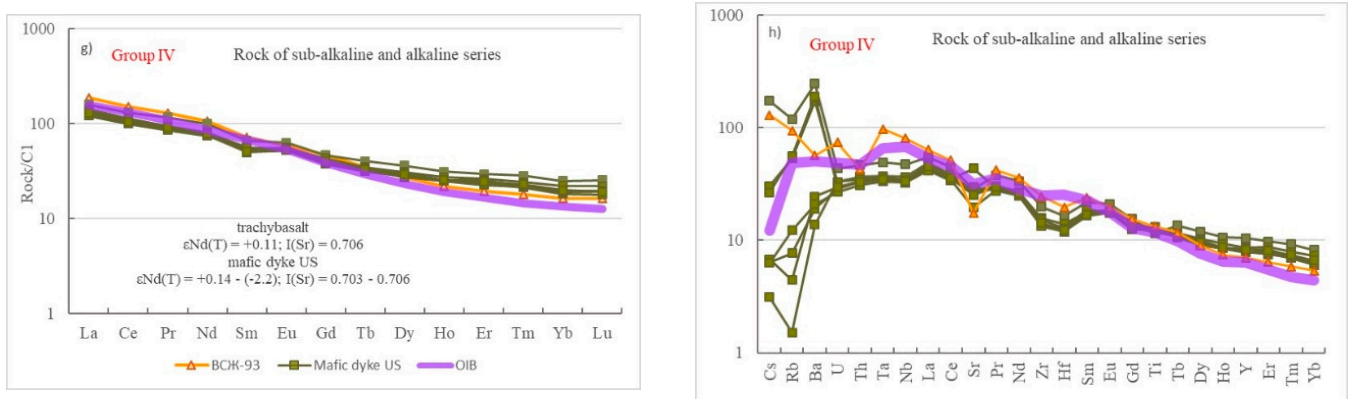 g)
Group IV
Rock of sub-alkaline and alkaline series
Rock/C1
1000
100
10
1
trachybasalt
εNd(T) = +0.11; I(Sr) = 0.706
mafic dyke US
εNd(T) = +0.14 - (-2.2); I(Sr) = 0.703 - 0.706
La Ce Pr Nd Sm Eu Gd Tb Dy Ho Er Tm Yb Lu
ВСЖ-93 Mafic dyke US OIB
h)
Group IV
Rock of sub-alkaline and alkaline series
1000
100
10
1
Cs Rb Ba U Th Ta Nb La Ce Sr Pr Nd Zr Hf Sm Eu Gd Ti Tb Dy Ho Y Er Tm Yb